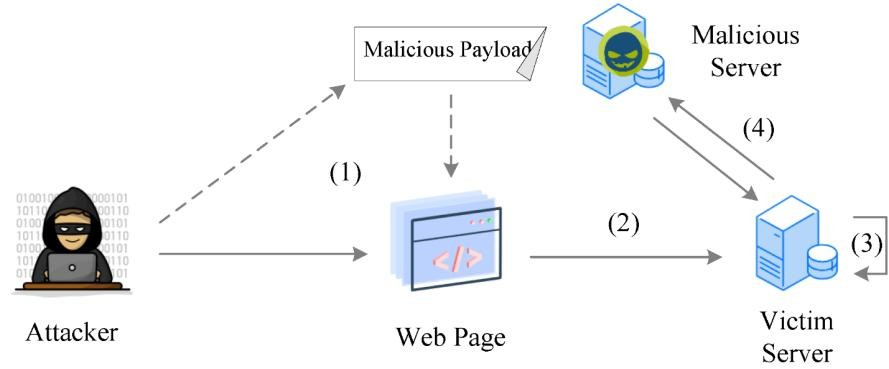 Malicious Payload
Malicious
Server
(4)
(1)
(2)
(3)
</>
Attacker
Web Page
Victim
Server